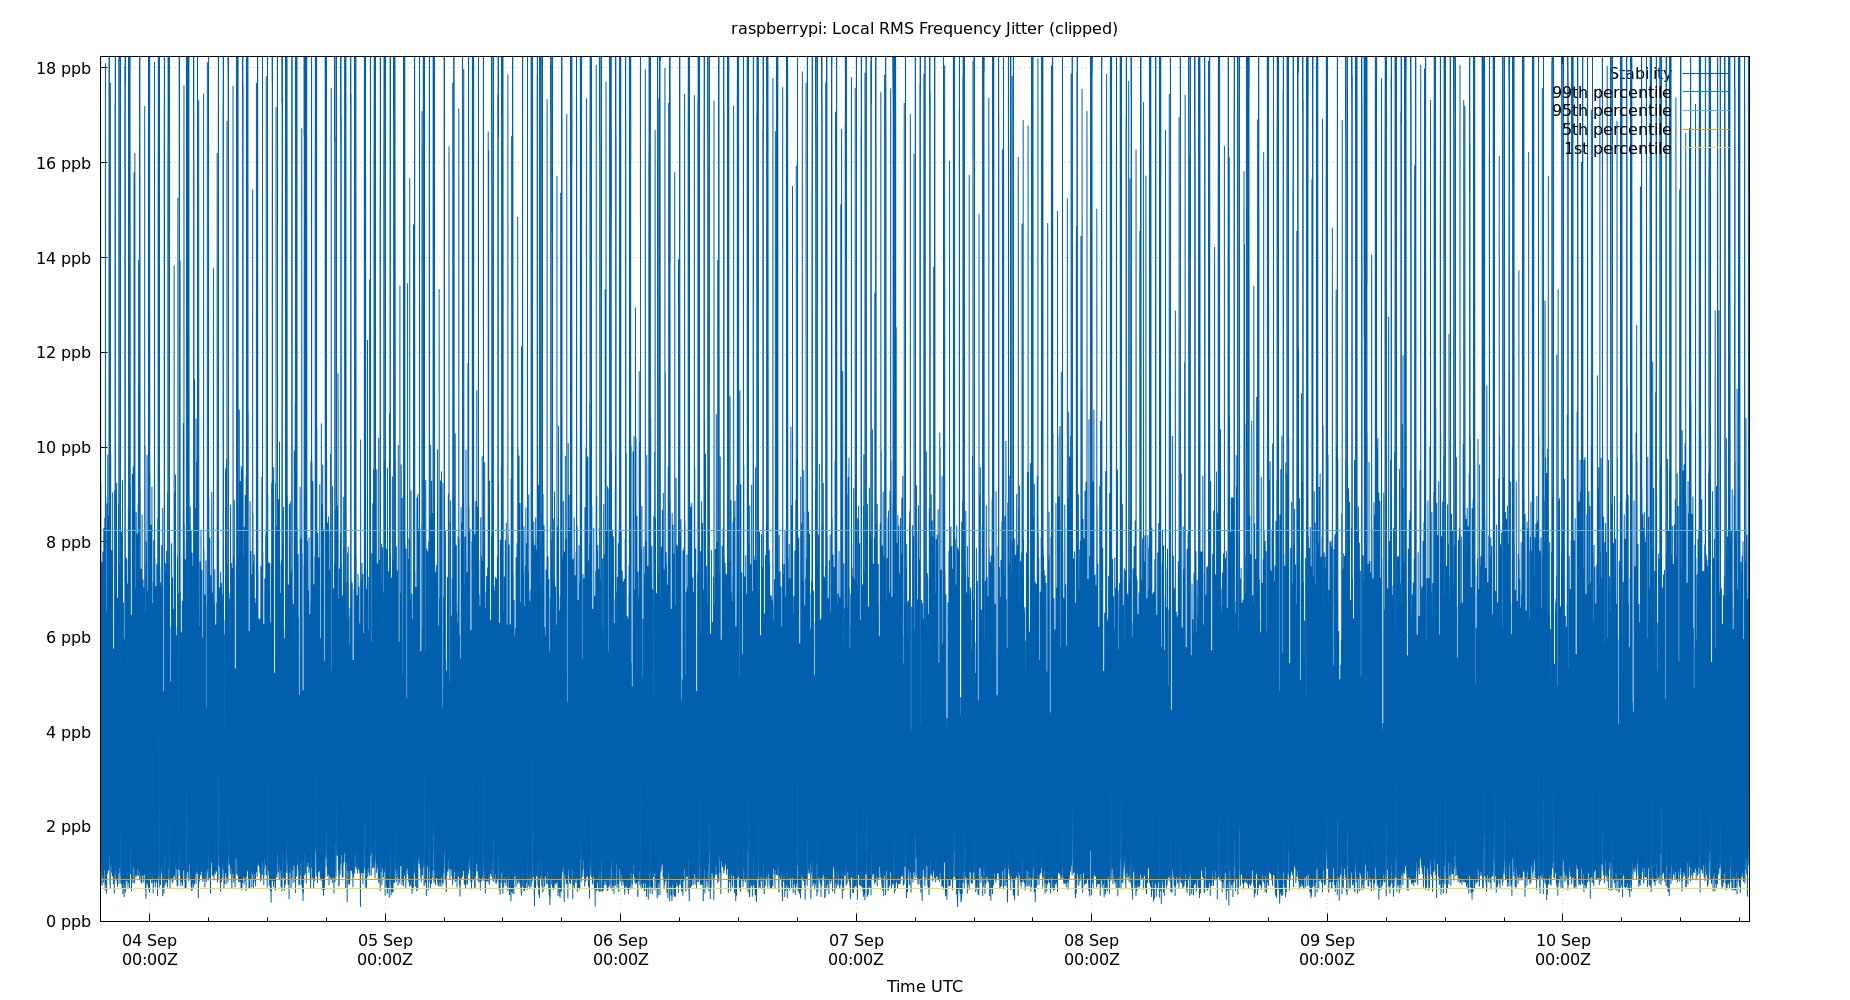 raspberrypi: Local RMS Frequency Jitter (clipped)
18 ppb
16 ppb
14 ppb
12 ppb
10 ppb
8 ppb
6 ppb
4 ppb
2 ppb
0 ppb
Stability
99th percentile
95th percentile
5th percentile
1st percentile
04 Sep 05 Sep 06 Sep 07 Sep 08 Sep 09 Sep 10 Sep
00:00Z 00:00Z 00:00Z 00:00Z 00:00Z 00:00Z 00:00Z
Time UTC